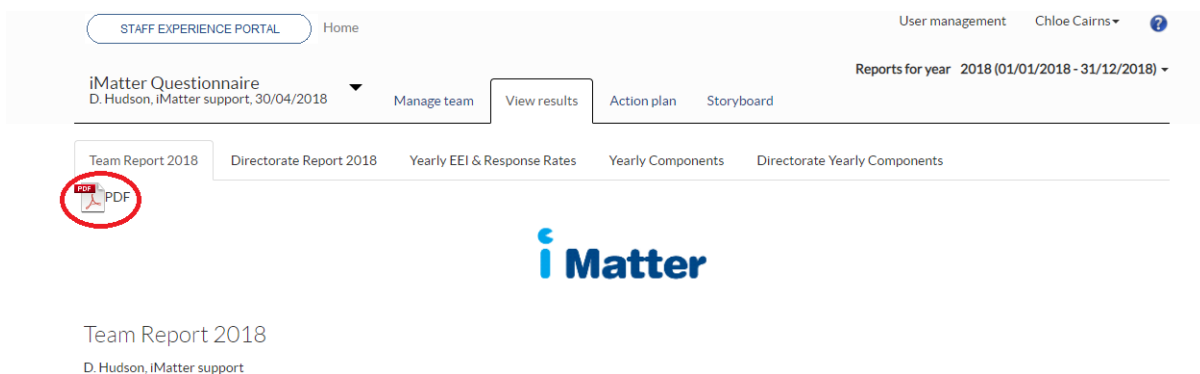 STAFF EXPERIENCE PORTAL Home User management Chloe Cairns
iMatter Questionnaire
D. Hudson, iMatter support, 30/04/2018
Reports for year 2018 (01/01/2018 - 31/12/2018)
Manage team View results Action plan Storyboard
Team Report 2018 Directorate Report 2018 Yearly EEI & Response Rates Yearly Components Directorate Yearly Components
PDF PDF
i Matter
Team Report 2018
D. Hudson, iMatter support